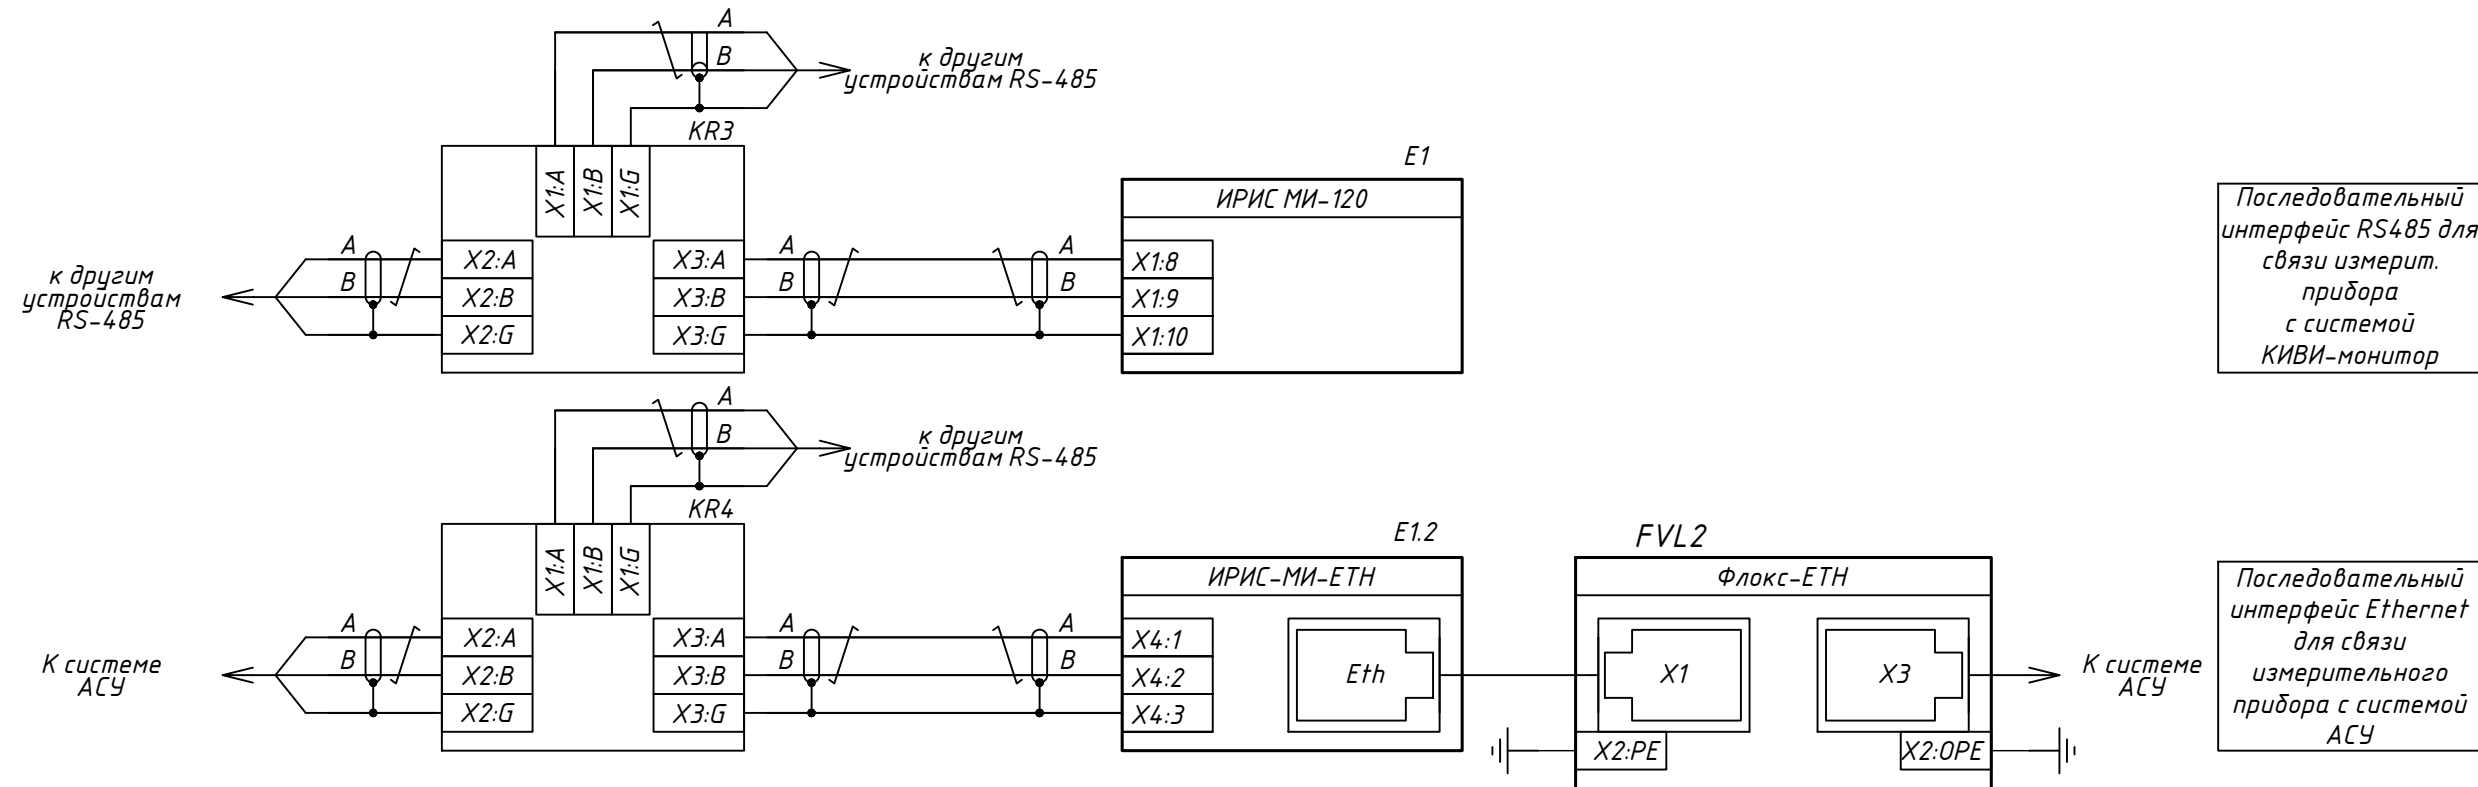 A
B
к другим
устройствам RS-485
KR3
X1:A
X1:B
X1:G
E1
ИРИС МИ-120
Последовательный
интерфейс RS485 для
связи измерит.
прибора
с системой
КИВИ-монитор
к другим
устройствам
RS-485
A
B
X2:A
X2:B
X2:G
X3:A
X3:B
X3:G
A
B
A
B
X1:8
X1:9
X1:10
A
B
к другим
устройствам RS-485
KR4
X1:A
X1:B
X1:G
E1.2
ИРИС-МИ-ETH
FVL2
Флокс-ETH
Последовательный
интерфейс Ethernet
для связи
измерительного
прибора с системой
АСУ
К системе
АСУ
A
B
X2:A
X2:B
X2:G
X3:A
X3:B
X3:G
A
B
A
B
X4:1
X4:2
X4:3
Eth
X1
X3
К системе
АСУ
X2:PE
X2:OPE